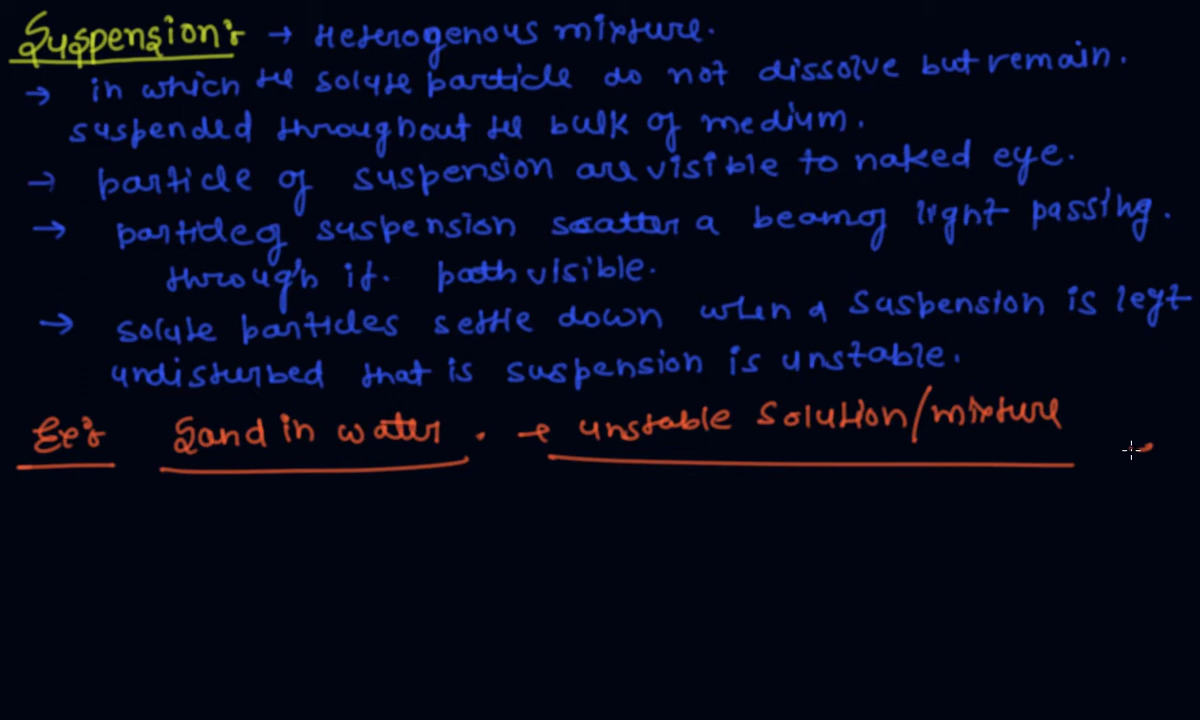 Suspension:- → Heterogenous mixture.
→ in which the solute particle do not dissolve but remain.
suspended throughout the bulk of medium.
→ particle of suspension are visible to naked eye.
→ particle of suspension scatter a beam of light passing.
through it. path visible.
→ solute particles settle down when a suspension is left
undisturbed that is suspension is unstable.
Ex:- Sand in water. → unstable solution/mixture